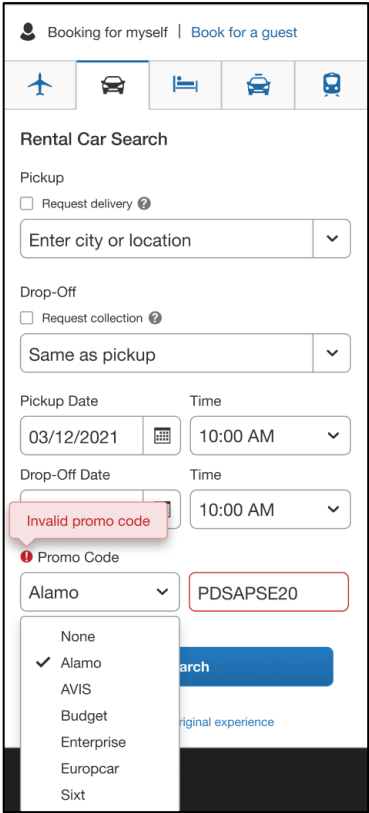 Booking for myself | Book for a guest
Rental Car Search
Pickup
Request delivery ?
Enter city or location
Drop-Off
Request collection ?
Same as pickup
Pickup Date Time
03/12/2021 10:00 AM
Drop-Off Date Time
10:00 AM
Invalid promo code
Promo Code
Alamo PDSAPSE20
None
Alamo
arch
AVIS
Budget
riginal experience
Enterprise
Europcar
Sixt